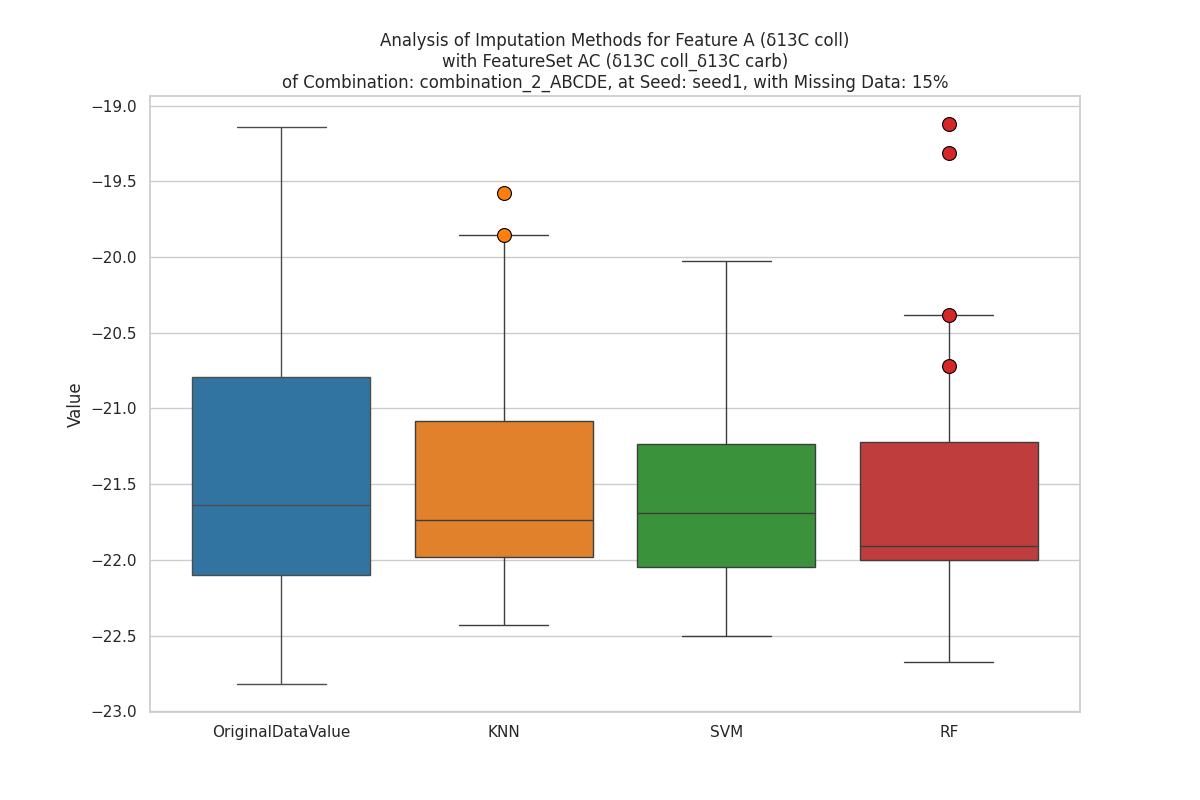 Analysis of Imputation Methods for Feature A (δ13C coll)
with FeatureSet AC (δ13C coll_δ13C carb)
of Combination: combination_2_ABCDE, at Seed: seed1, with Missing Data: 15%
−19.0
−19.5
−20.0
−20.5
−21.0
−21.5
−22.0
−22.5
−23.0
Value
OriginalDataValue
KNN
SVM
RF